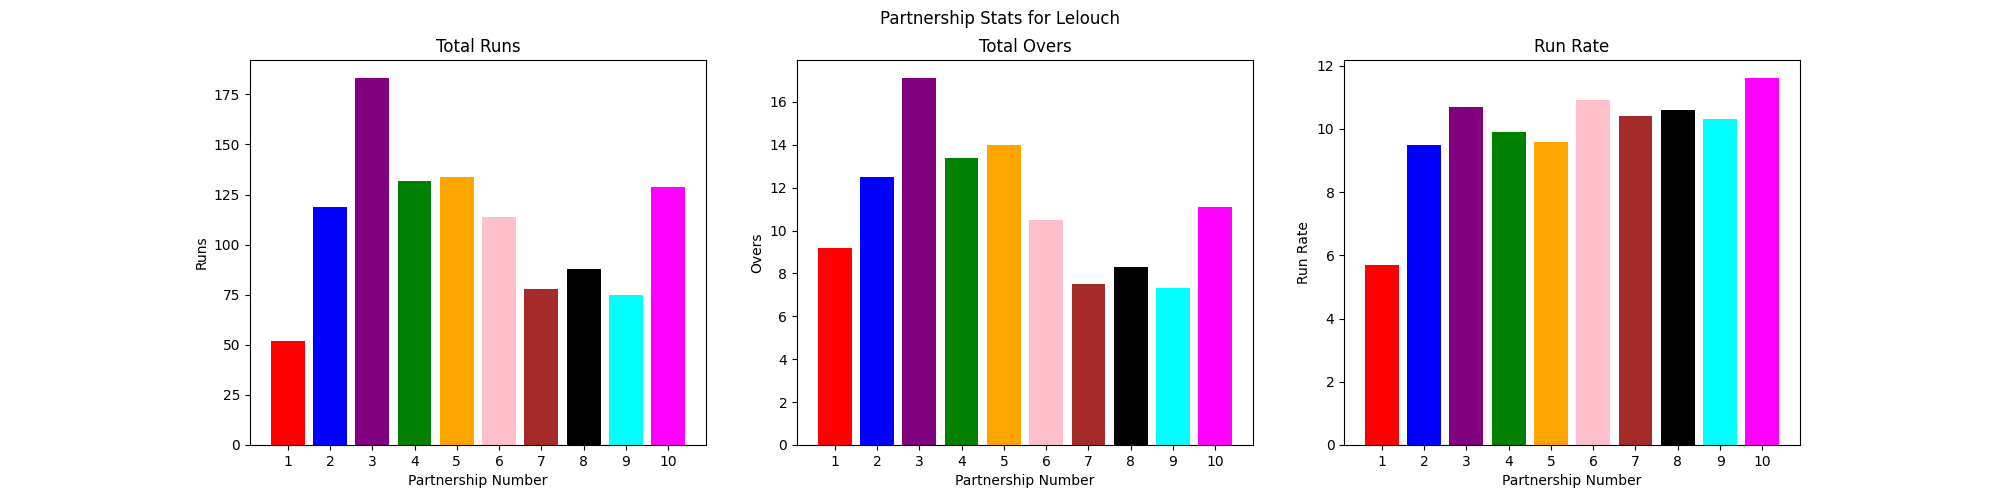 Partnership Stats for Lelouch
Total Runs
Runs
175
150
125
100
75
50
25
0
1 2 3 4 5 6 7 8 9 10
Partnership Number
Total Overs
Overs
16
14
12
10
8
6
4
2
0
1 2 3 4 5 6 7 8 9 10
Partnership Number
Run Rate
Run Rate
12
10
8
6
4
2
0
1 2 3 4 5 6 7 8 9 10
Partnership Number